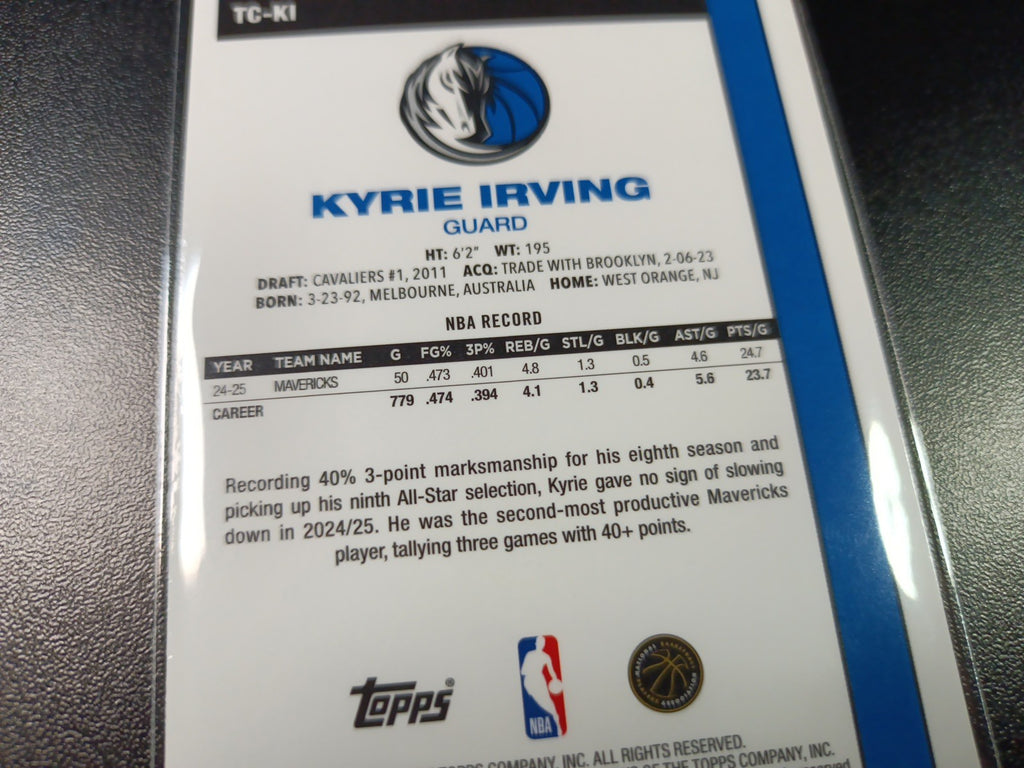 TC-KI
KYRIE IRVING
GUARD
HT: 6'2" WT: 195
DRAFT: CAVALIERS #1, 2011 ACQ: TRADE WITH BROOKLYN, 2-06-23
BORN: 3-23-92, MELBOURNE, AUSTRALIA HOME: WEST ORANGE, NJ
NBA RECORD
YEAR TEAM NAME G FG% 3P% REB/G STL/G BLK/G AST/G PTS/G
24-25 MAVERICKS 50 .473 .401 4.8 1.3 0.5 4.6 24.7
CAREER 779 .474 .394 4.1 1.3 0.4 5.6 23.7
Recording 40% 3-point marksmanship for his eighth season and
picking up his ninth All-Star selection, Kyrie gave no sign of slowing
down in 2024/25. He was the second-most productive Mavericks
player, tallying three games with 40+ points.
topps®
NBA
NATIONAL BASKETBALL PLAYERS ASSOCIATION
TOPPS COMPANY, INC. ALL RIGHTS RESERVED.
OF THE TOPPS COMPANY, INC.
reserved